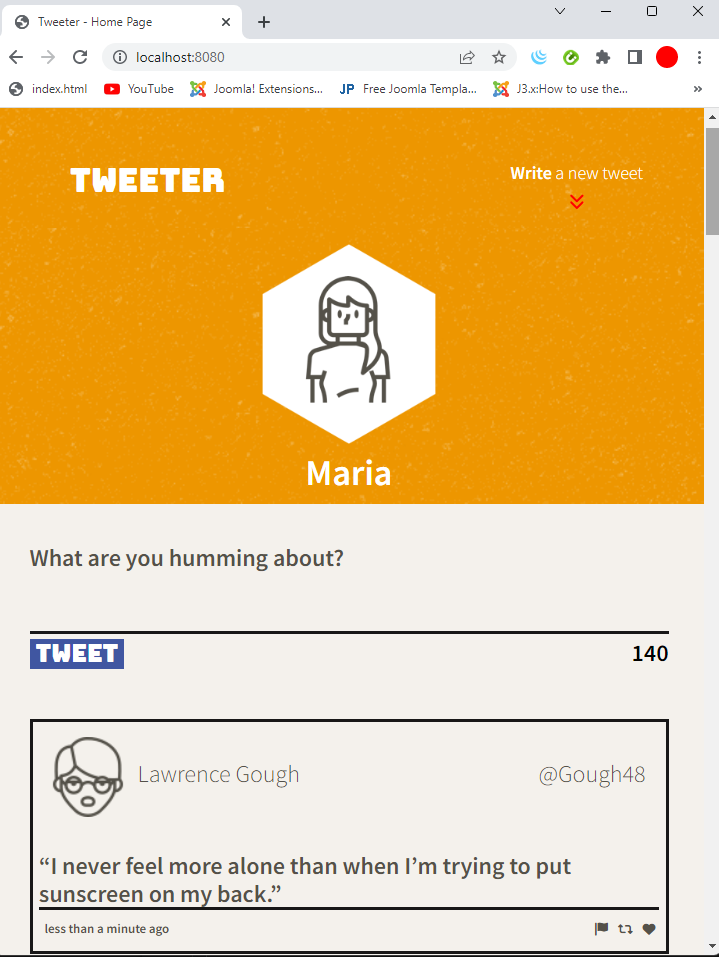 Tweeter - Home Page
localhost:8080
index.html
YouTube
Joomla! Extensions...
JP Free Joomla Templa...
J3.x:How to use the...
»
TWEETER
Write a new tweet
Maria
What are you humming about?
TWEET
140
Lawrence Gough
@Gough48
“I never feel more alone than when I’m trying to put
sunscreen on my back.”
less than a minute ago